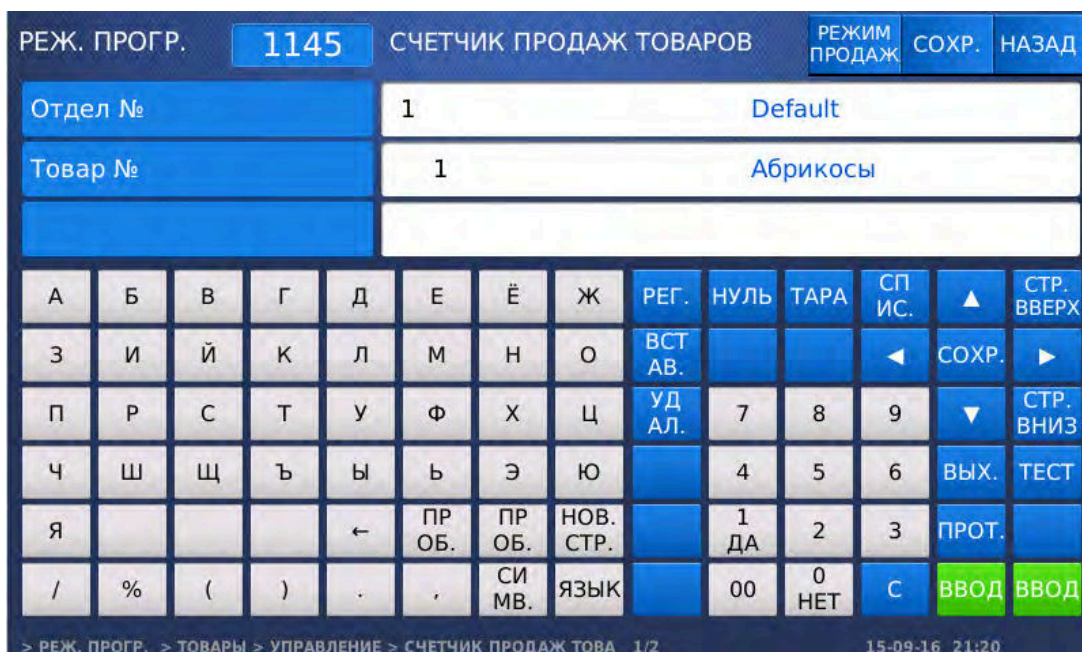 РЕЖ. ПРОГР. 1145 СЧЕТЧИК ПРОДАЖ ТОВАРОВ РЕЖИМ ПРОДАЖ СОХР. НАЗАД
Отдел № 1 Default
Товар № 1 Абрикосы
А Б В Г Д Е Ё Ж РЕГ. НУЛЬ ТАРА СП ИС. ▲ СТР. ВВЕРХ
З И Й К Л М Н О ВСТ АВ. ◄ СОХР. ►
П Р С Т У Ф Х Ц УД АЛ. 7 8 9 ▼ СТР. ВНИЗ
Ч Ш Щ Ъ Ы Ь Э Ю 4 5 6 ВЫХ. ТЕСТ
Я ← ПР ОБ. ПР ОБ. НОВ. СТР. 1 ДА 2 3 ПРОТ.
/ % ( ) . , СИ МВ. ЯЗЫК 00 0 НЕТ С ВВОД ВВОД
> РЕЖ. ПРОГР. > ТОВАРЫ > УПРАВЛЕНИЕ > СЧЕТЧИК ПРОДАЖ ТОВА 1/2 15-09-16 21:20